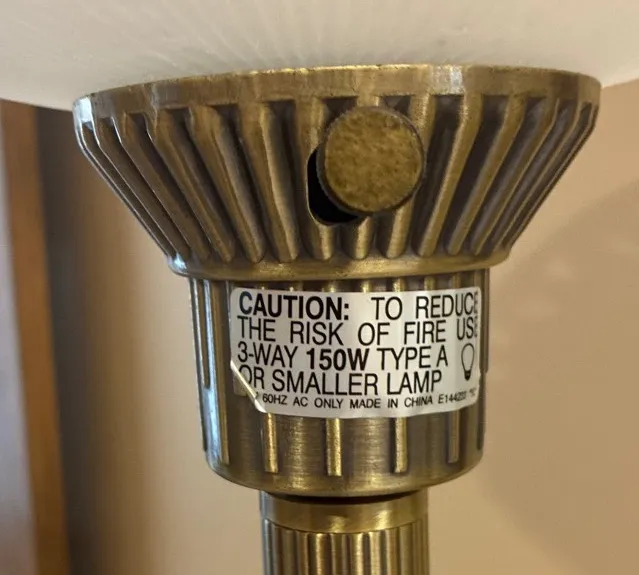 CAUTION: TO REDUCE
THE RISK OF FIRE USE
3-WAY 150W TYPE A
OR SMALLER LAMP
60HZ AC ONLY MADE IN CHINA